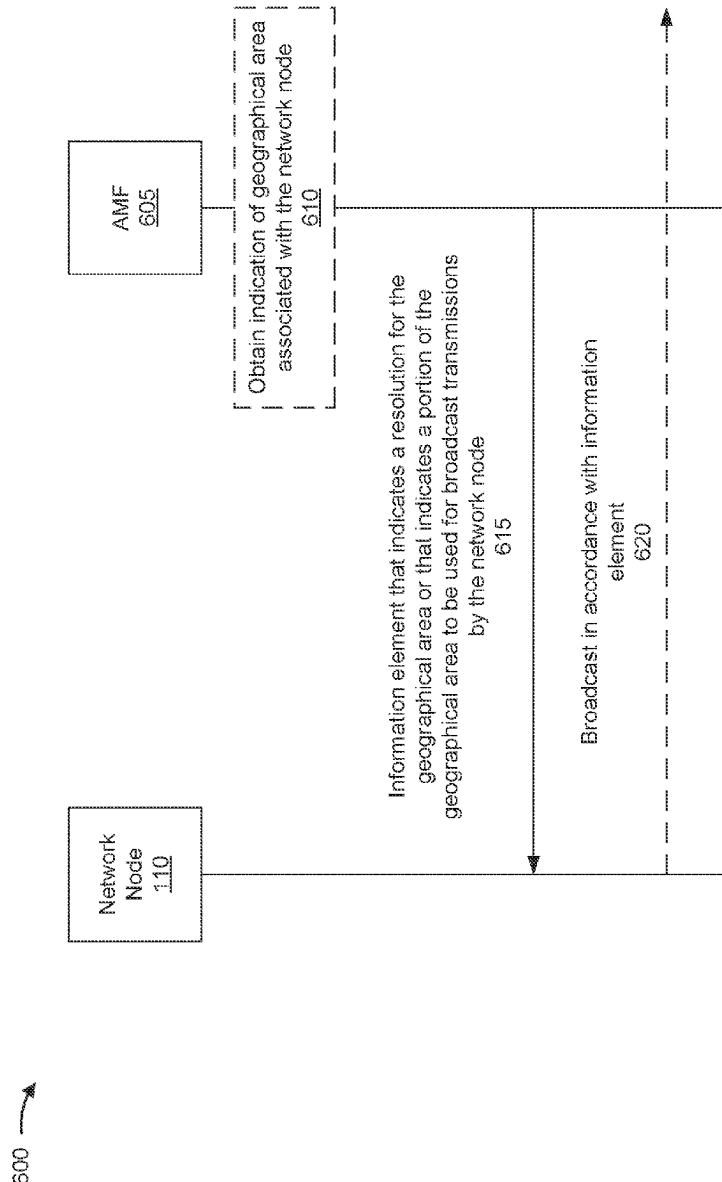 600
Network
Node
110
AMF
605
Obtain indication of geographical area
associated with the network node
610
Information element that indicates a resolution for the
geographical area or that indicates a portion of the
geographical area to be used for broadcast transmissions
by the network node
615
Broadcast in accordance with information
element
620